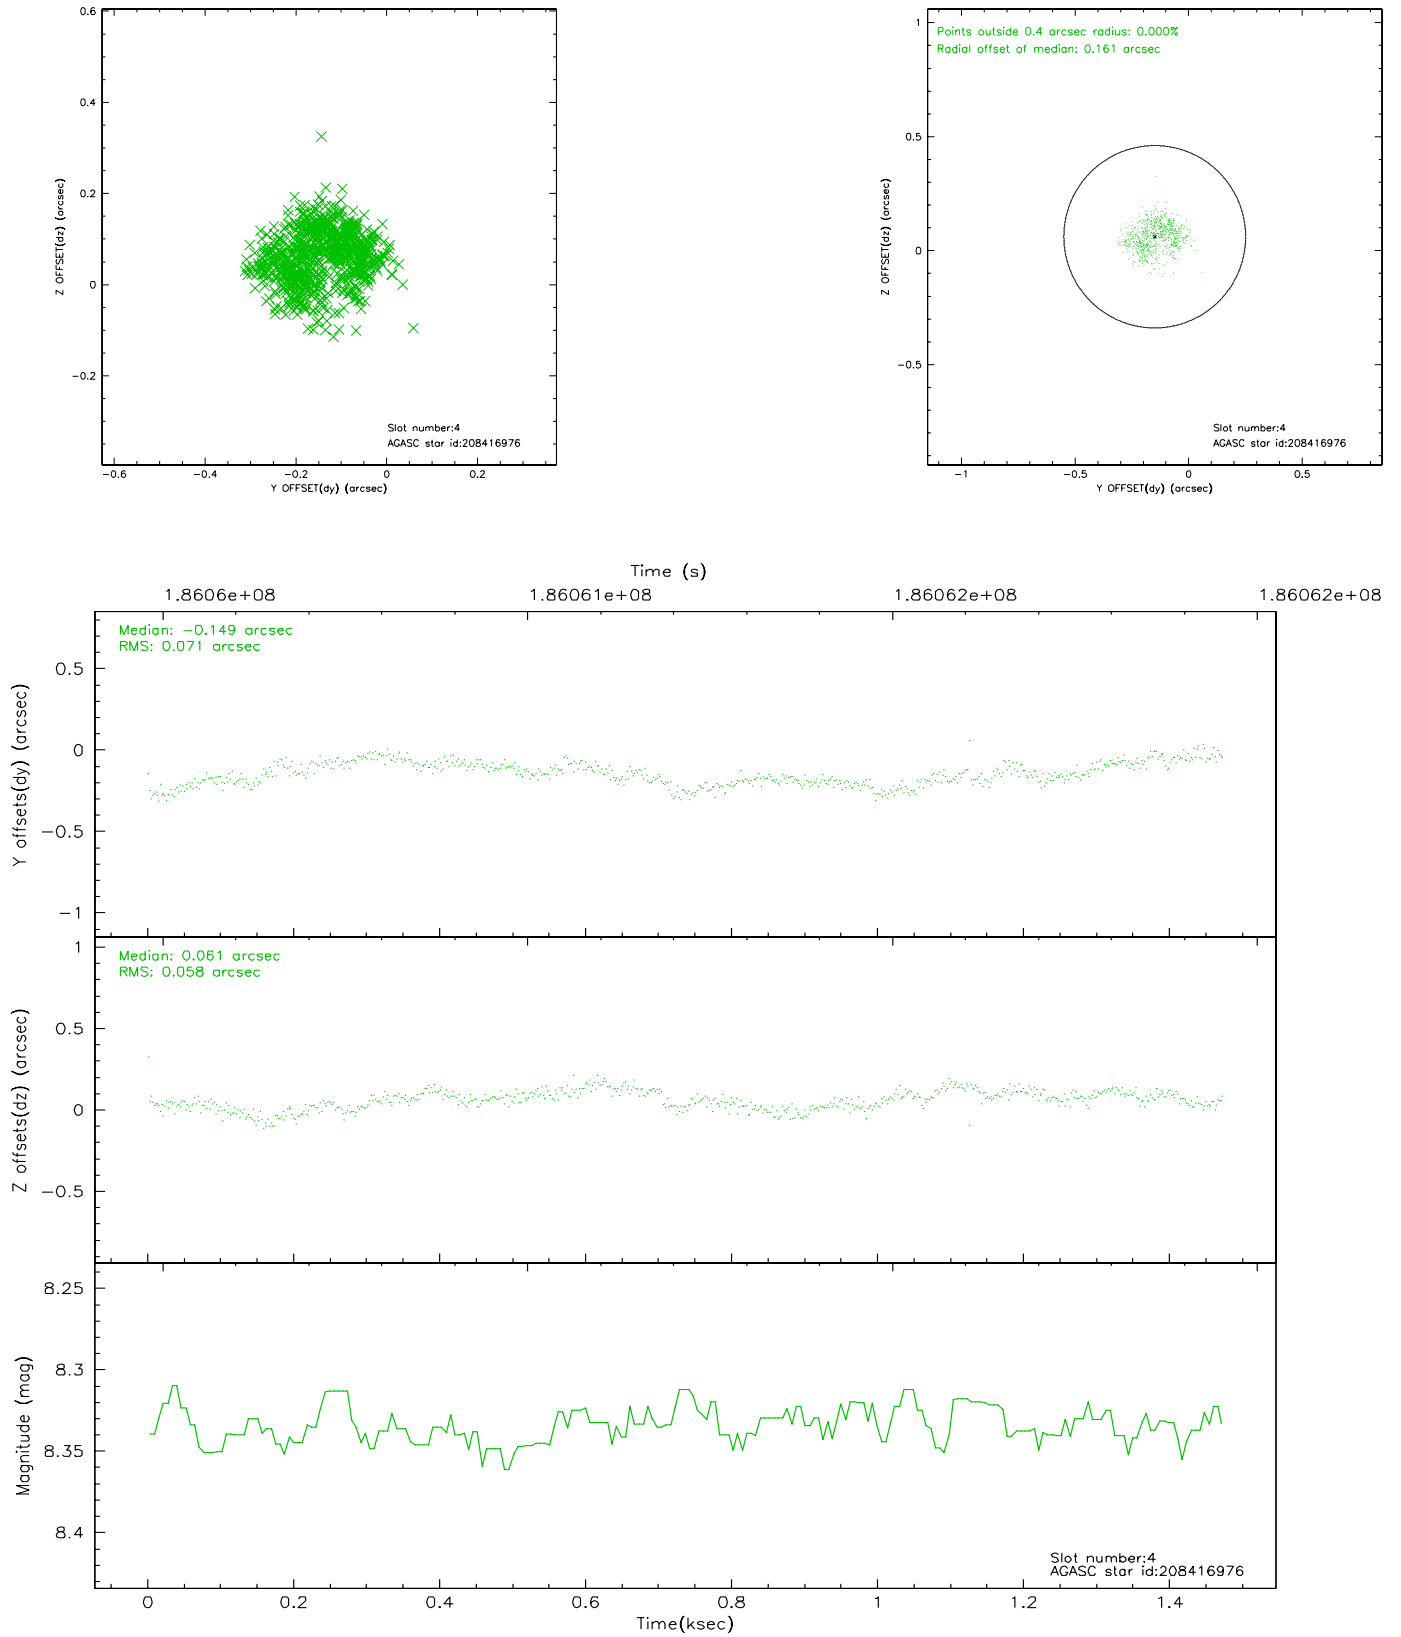 0.6
0.4
0.2
0
−0.2
Z OFFSET(dz) (arcsec)
Slot number:4
AGASC star id:208416976
−0.6 −0.4 −0.2 0 0.2
Y OFFSET(dy) (arcsec)
Points outside 0.4 arcsec radius: 0.000%
Radial offset of median: 0.161 arcsec
1
0.5
0
−0.5
Z OFFSET(dz) (arcsec)
Slot number:4
AGASC star id:208416976
−1 −0.5 0 0.5
Y OFFSET(dy) (arcsec)
Time (s)
1.8606e+08 1.86061e+08 1.86062e+08 1.86062e+08
Median: −0.149 arcsec
RMS: 0.071 arcsec
0.5
0
−0.5
−1
Y offsets(dy) (arcsec)
Median: 0.061 arcsec
RMS: 0.058 arcsec
1
0.5
0
−0.5
Z offsets(dz) (arcsec)
8.25
8.3
8.35
8.4
Magnitude (mag)
Slot number:4
AGASC star id:208416976
0 0.2 0.4 0.6 0.8 1 1.2 1.4
Time(ksec)